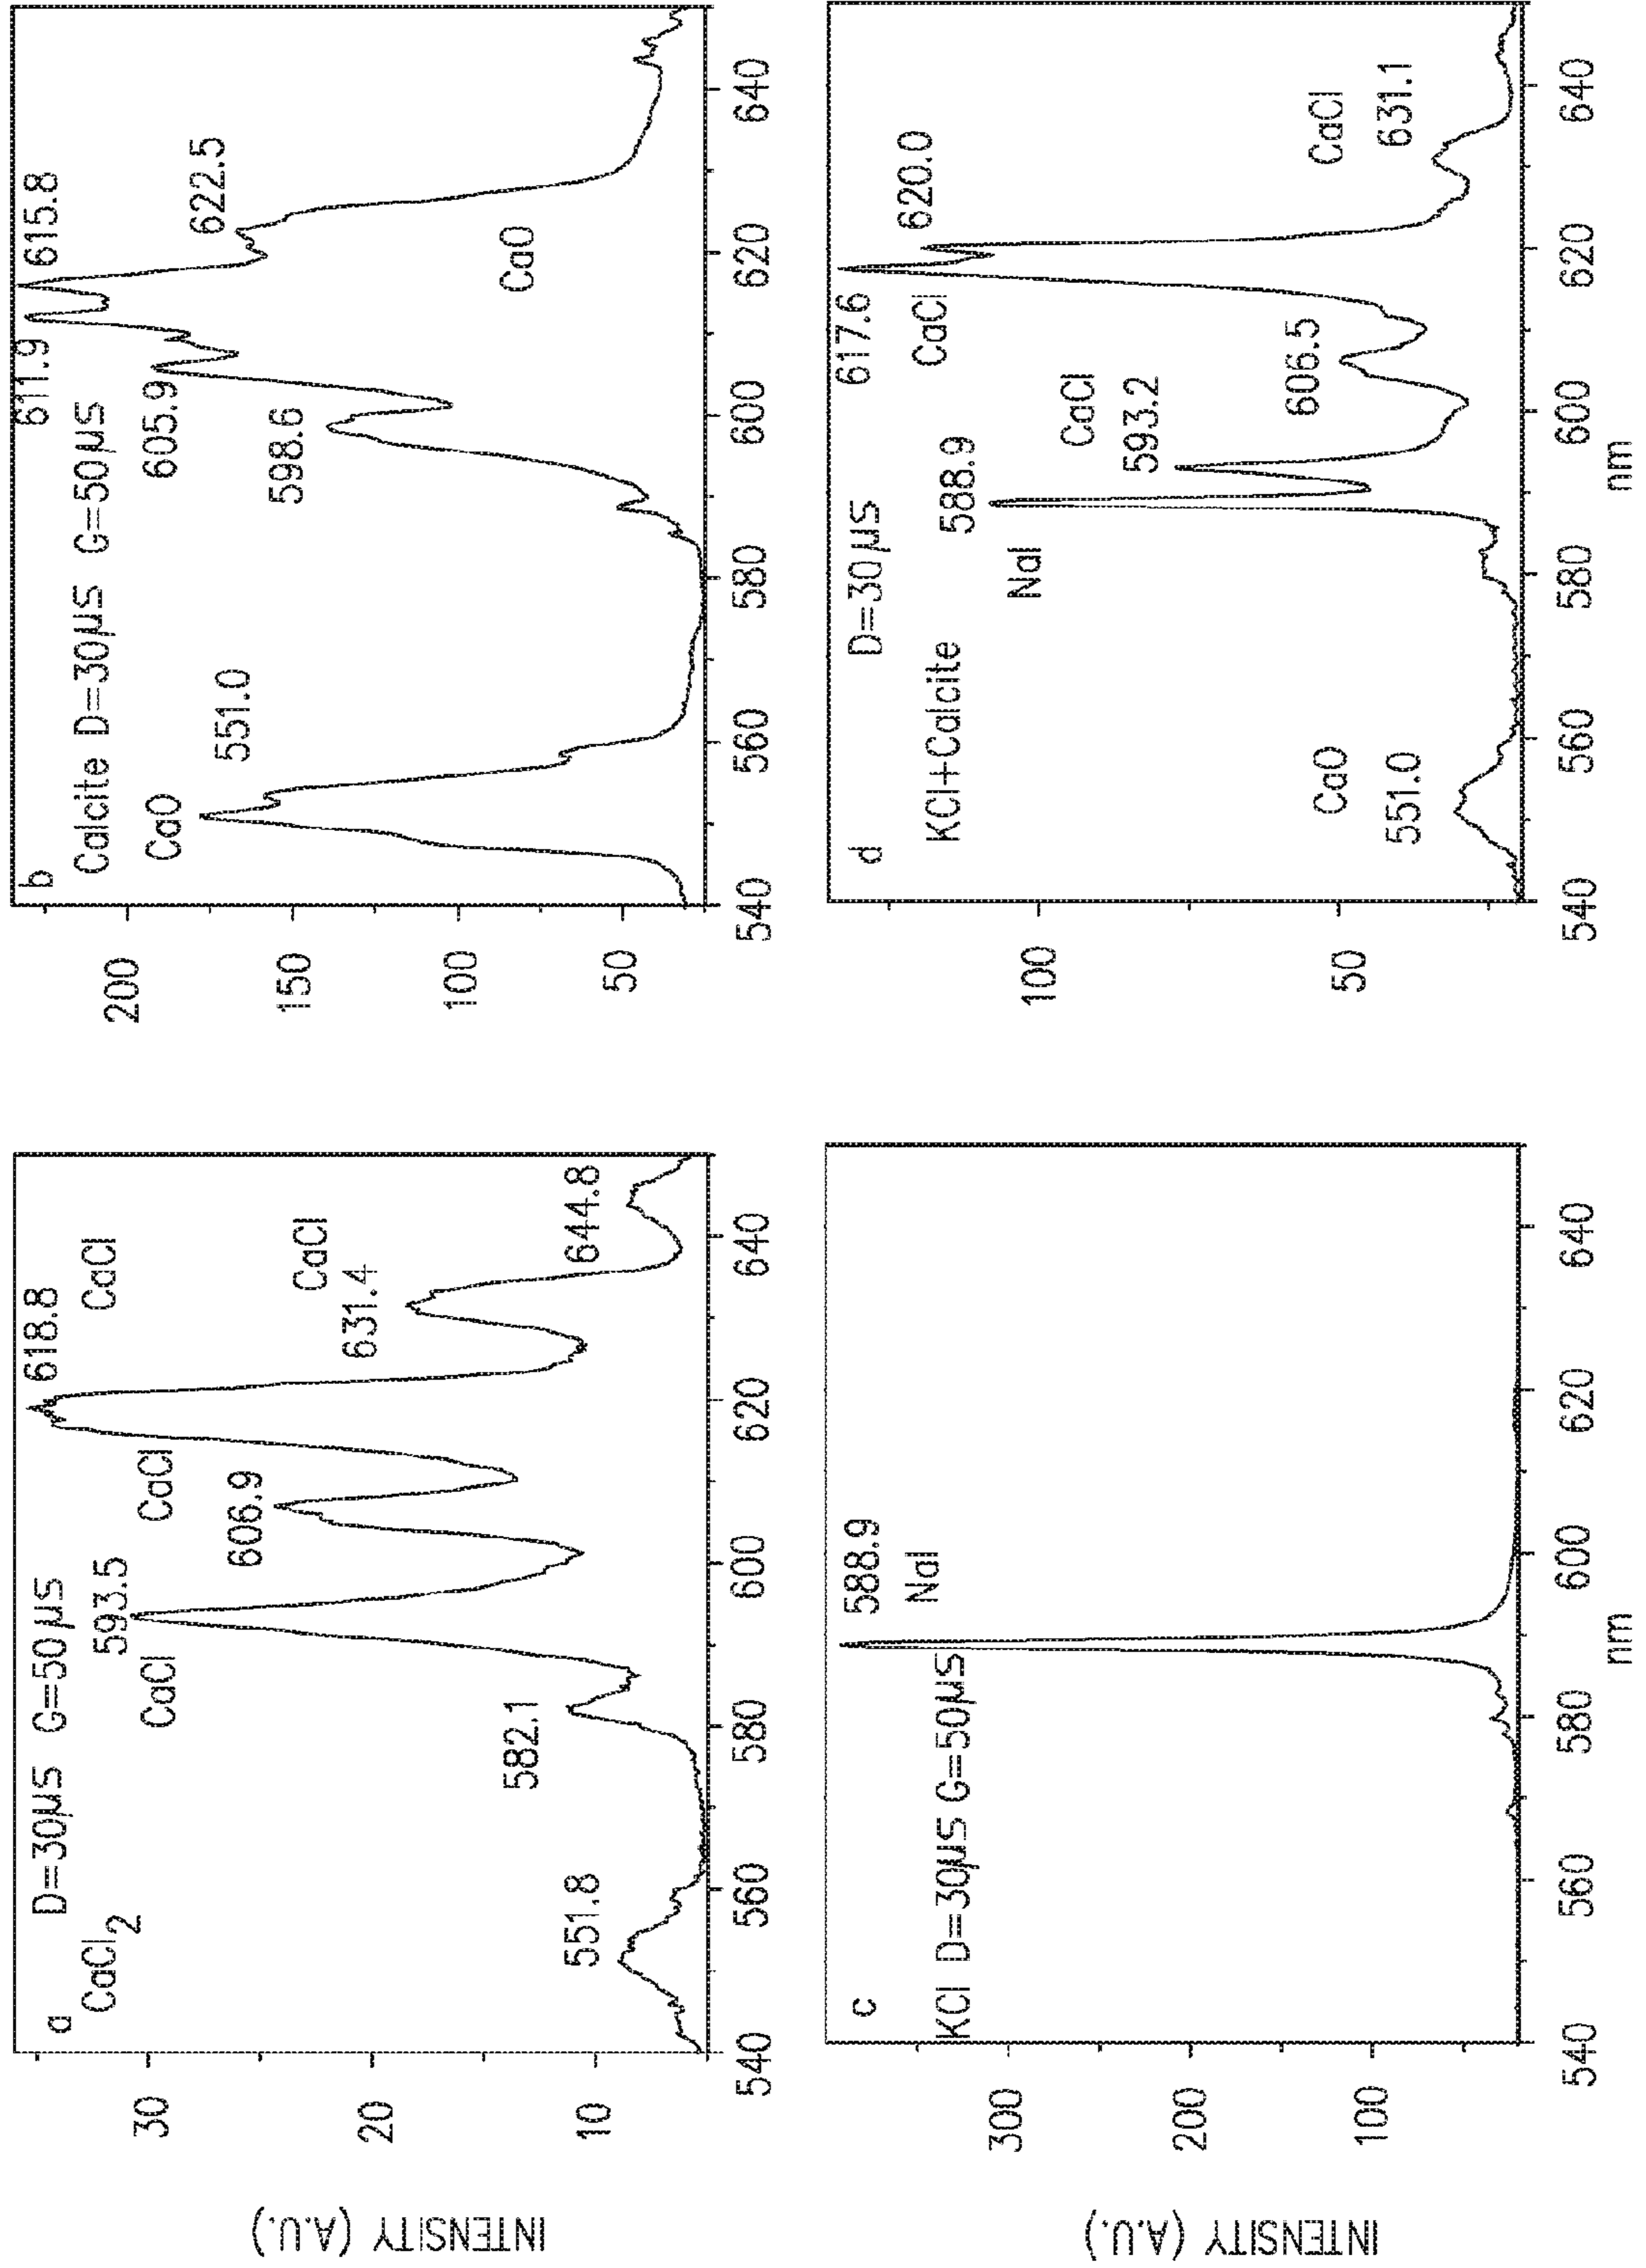 a
CaCl2
D=30µs G=50µs
618.8
CaCl
593.5
CaCl
CaCl
606.9
CaCl
631.4
582.1
551.8
644.8
30
20
10
INTENSITY (A.U.)
540 560 580 600 620 640
b
Calcite D=30µs G=50µs
611.9
615.8
622.5
605.9
598.6
CaO
551.0
CaO
200
150
100
50
540 560 580 600 620 640
c
KCl D=30µs G=50µs
588.9
NaI
300
200
100
INTENSITY (A.U.)
540 560 580 600 620 640
nm
d
D=30µs
KCl+Calcite
617.6
620.0
CaCl
588.9
NaI
CaCl
593.2
606.5
CaCl
631.1
CaO
551.0
100
50
540 560 580 600 620 640
nm